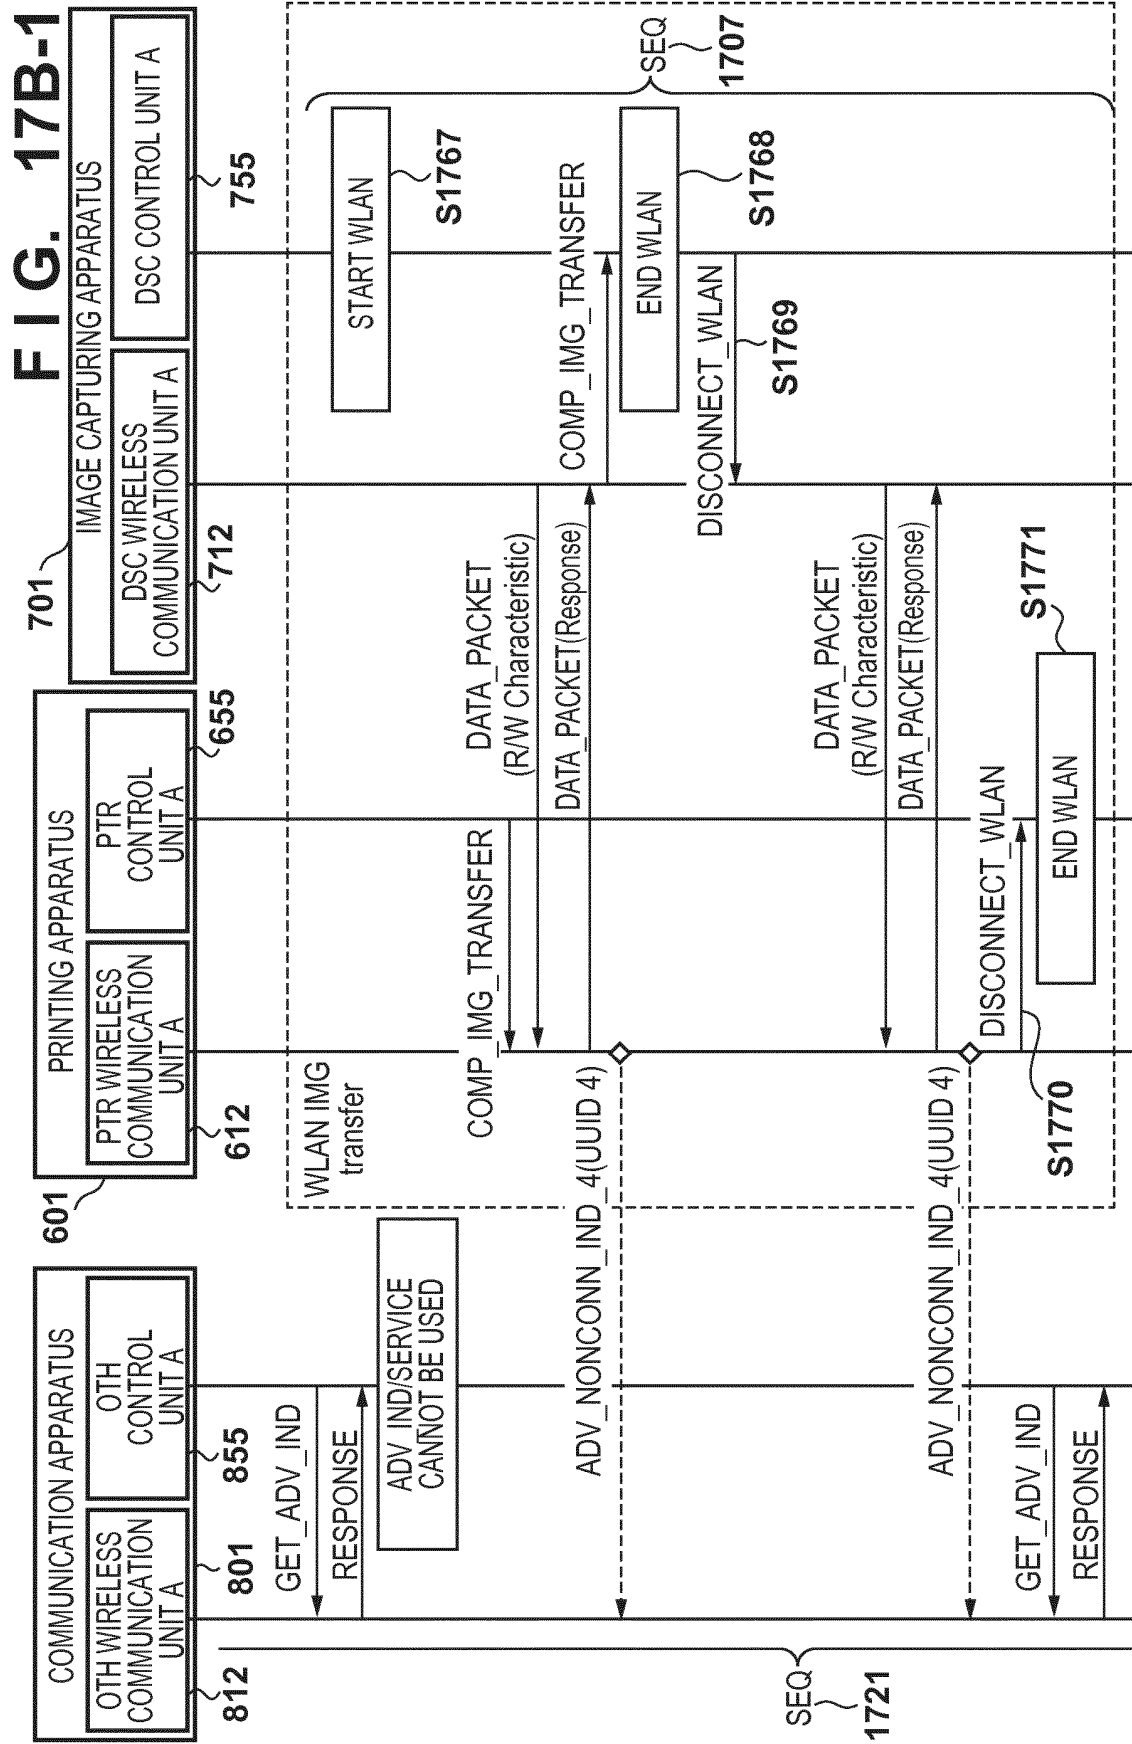 FIG. 17B-1
COMMUNICATION APPARATUS
OTH WIRELESS
COMMUNICATION
UNIT A
OTH
CONTROL
UNIT A
812
801
855
PRINTING APPARATUS
PTR WIRELESS
COMMUNICATION
UNIT A
PTR
CONTROL
UNIT A
601
612
655
IMAGE CAPTURING APPARATUS
DSC WIRELESS
COMMUNICATION UNIT A
DSC CONTROL UNIT A
701
712
755
WLAN IMG
transfer
GET_ADV_IND
RESPONSE
START WLAN
S1767
ADV_IND/SERVICE
CANNOT BE USED
COMP_IMG_TRANSFER
DATA_PACKET
(R/W Characteristic)
DATA_PACKET(Response)
COMP_IMG_TRANSFER
ADV_NONCONN_IND_4(UUID 4)
END WLAN
S1768
SEQ
1707
DISCONNECT_WLAN
S1769
DATA_PACKET
(R/W Characteristic)
DATA_PACKET(Response)
ADV_NONCONN_IND_4(UUID 4)
DISCONNECT_WLAN
S1770
END WLAN
S1771
GET_ADV_IND
RESPONSE
SEQ
1721